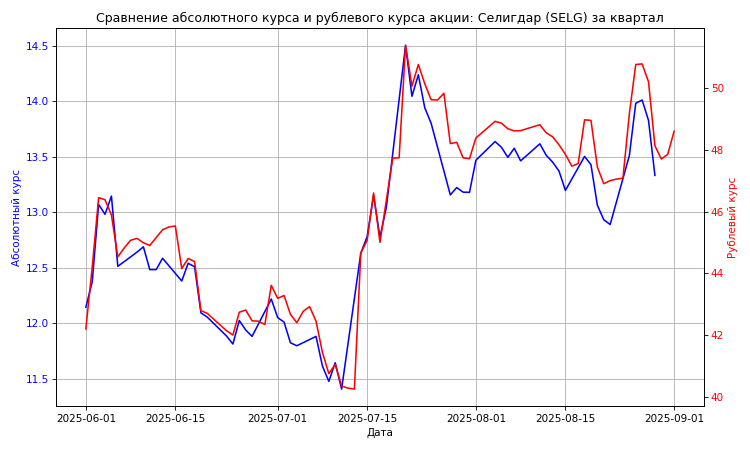 Сравнение абсолютного курса и рублевого курса акции: Селигдар (SELG) за квартал
14.5
14.0
13.5
13.0
12.5
12.0
11.5
Абсолютный курс
50
48
46
44
42
40
Рублевый курс
2025-06-01 2025-06-15 2025-07-01 2025-07-15 2025-08-01 2025-08-15 2025-09-01
Дата